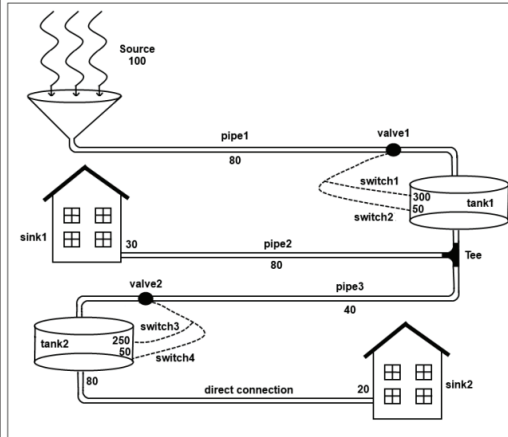 Source
100
pipe1
valve1
80
switch1
300
50
tank1
switch2
sink1
30
pipe2
80
Tee
valve2
pipe3
40
switch3
tank2
250
50
switch4
80
direct connection
20
sink2